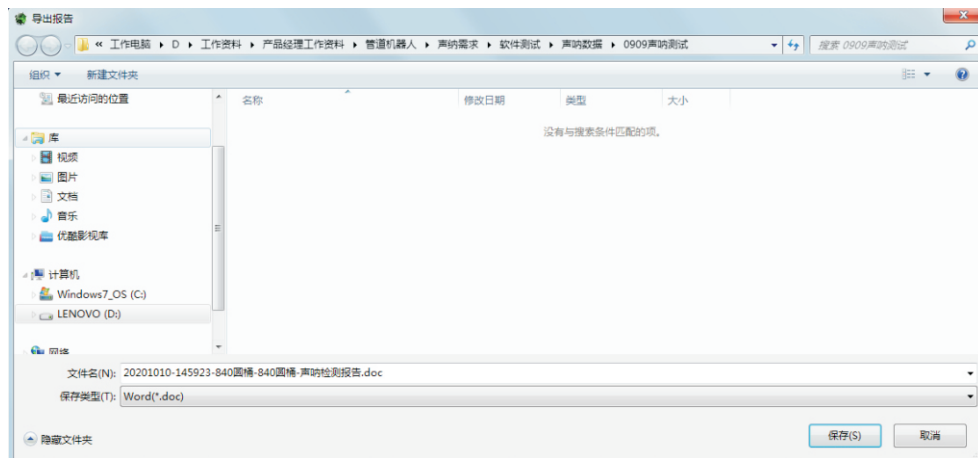 导出报告
« 工作电脑 ▸ D ▸ 工作资料 ▸ 产品经理工作资料 ▸ 管道机器人 ▸ 声纳需求 ▸ 软件测试 ▸ 声呐数据 ▸ 0909声呐测试
搜索 0909声呐测试
组织 新建文件夹
最近访问的位置
名称 修改日期 类型 大小
没有与搜索条件匹配的项。
库
视频
图片
文档
音乐
优酷影视库
计算机
Windows7_OS (C:)
LENOVO (D:)
网络
文件名(N): 20201010-145923-840圆桶-840圆桶-声呐检测报告.doc
保存类型(T): Word(*.doc)
隐藏文件夹
保存(S) 取消